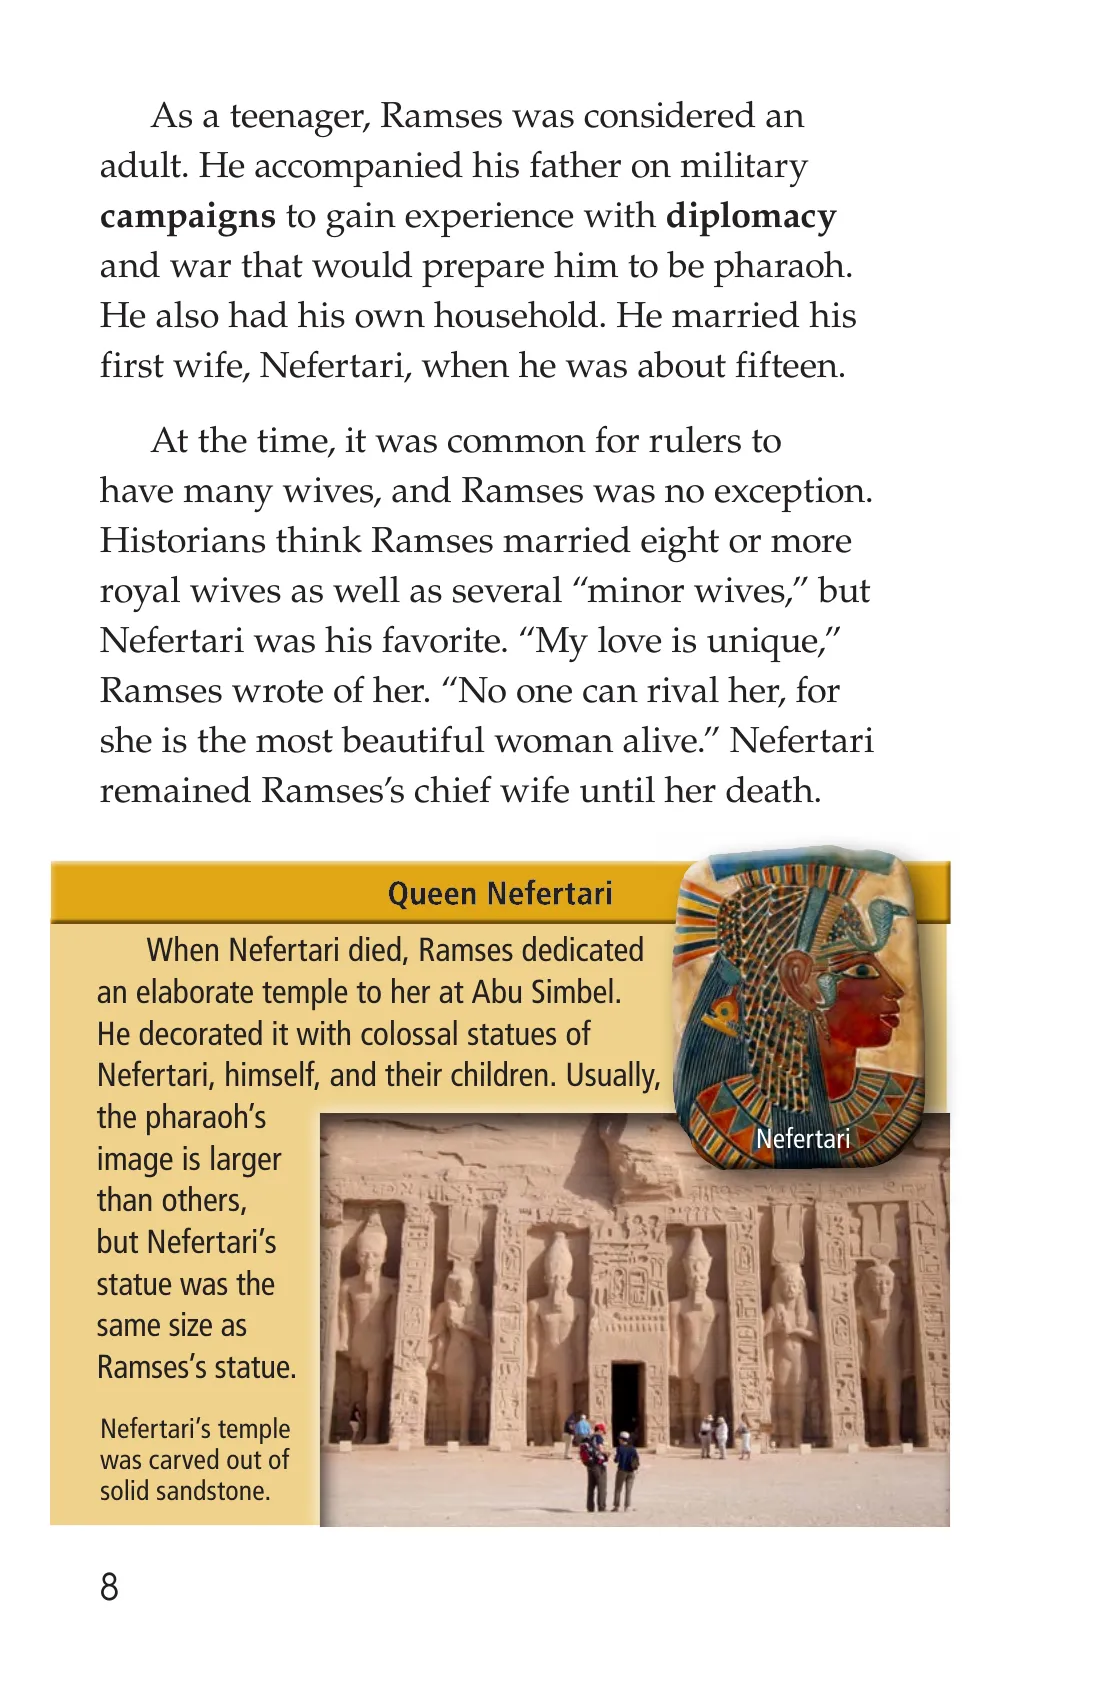 As a teenager, Ramses was considered an
adult. He accompanied his father on military
campaigns to gain experience with diplomacy
and war that would prepare him to be pharaoh.
He also had his own household. He married his
first wife, Nefertari, when he was about fifteen.
At the time, it was common for rulers to
have many wives, and Ramses was no exception.
Historians think Ramses married eight or more
royal wives as well as several “minor wives,” but
Nefertari was his favorite. “My love is unique,”
Ramses wrote of her. “No one can rival her, for
she is the most beautiful woman alive.” Nefertari
remained Ramses’s chief wife until her death.
Queen Nefertari
When Nefertari died, Ramses dedicated
an elaborate temple to her at Abu Simbel.
He decorated it with colossal statues of
Nefertari, himself, and their children. Usually,
the pharaoh’s
image is larger
than others,
but Nefertari’s
statue was the
same size as
Ramses’s statue.
Nefertari
Nefertari’s temple
was carved out of
solid sandstone.
8